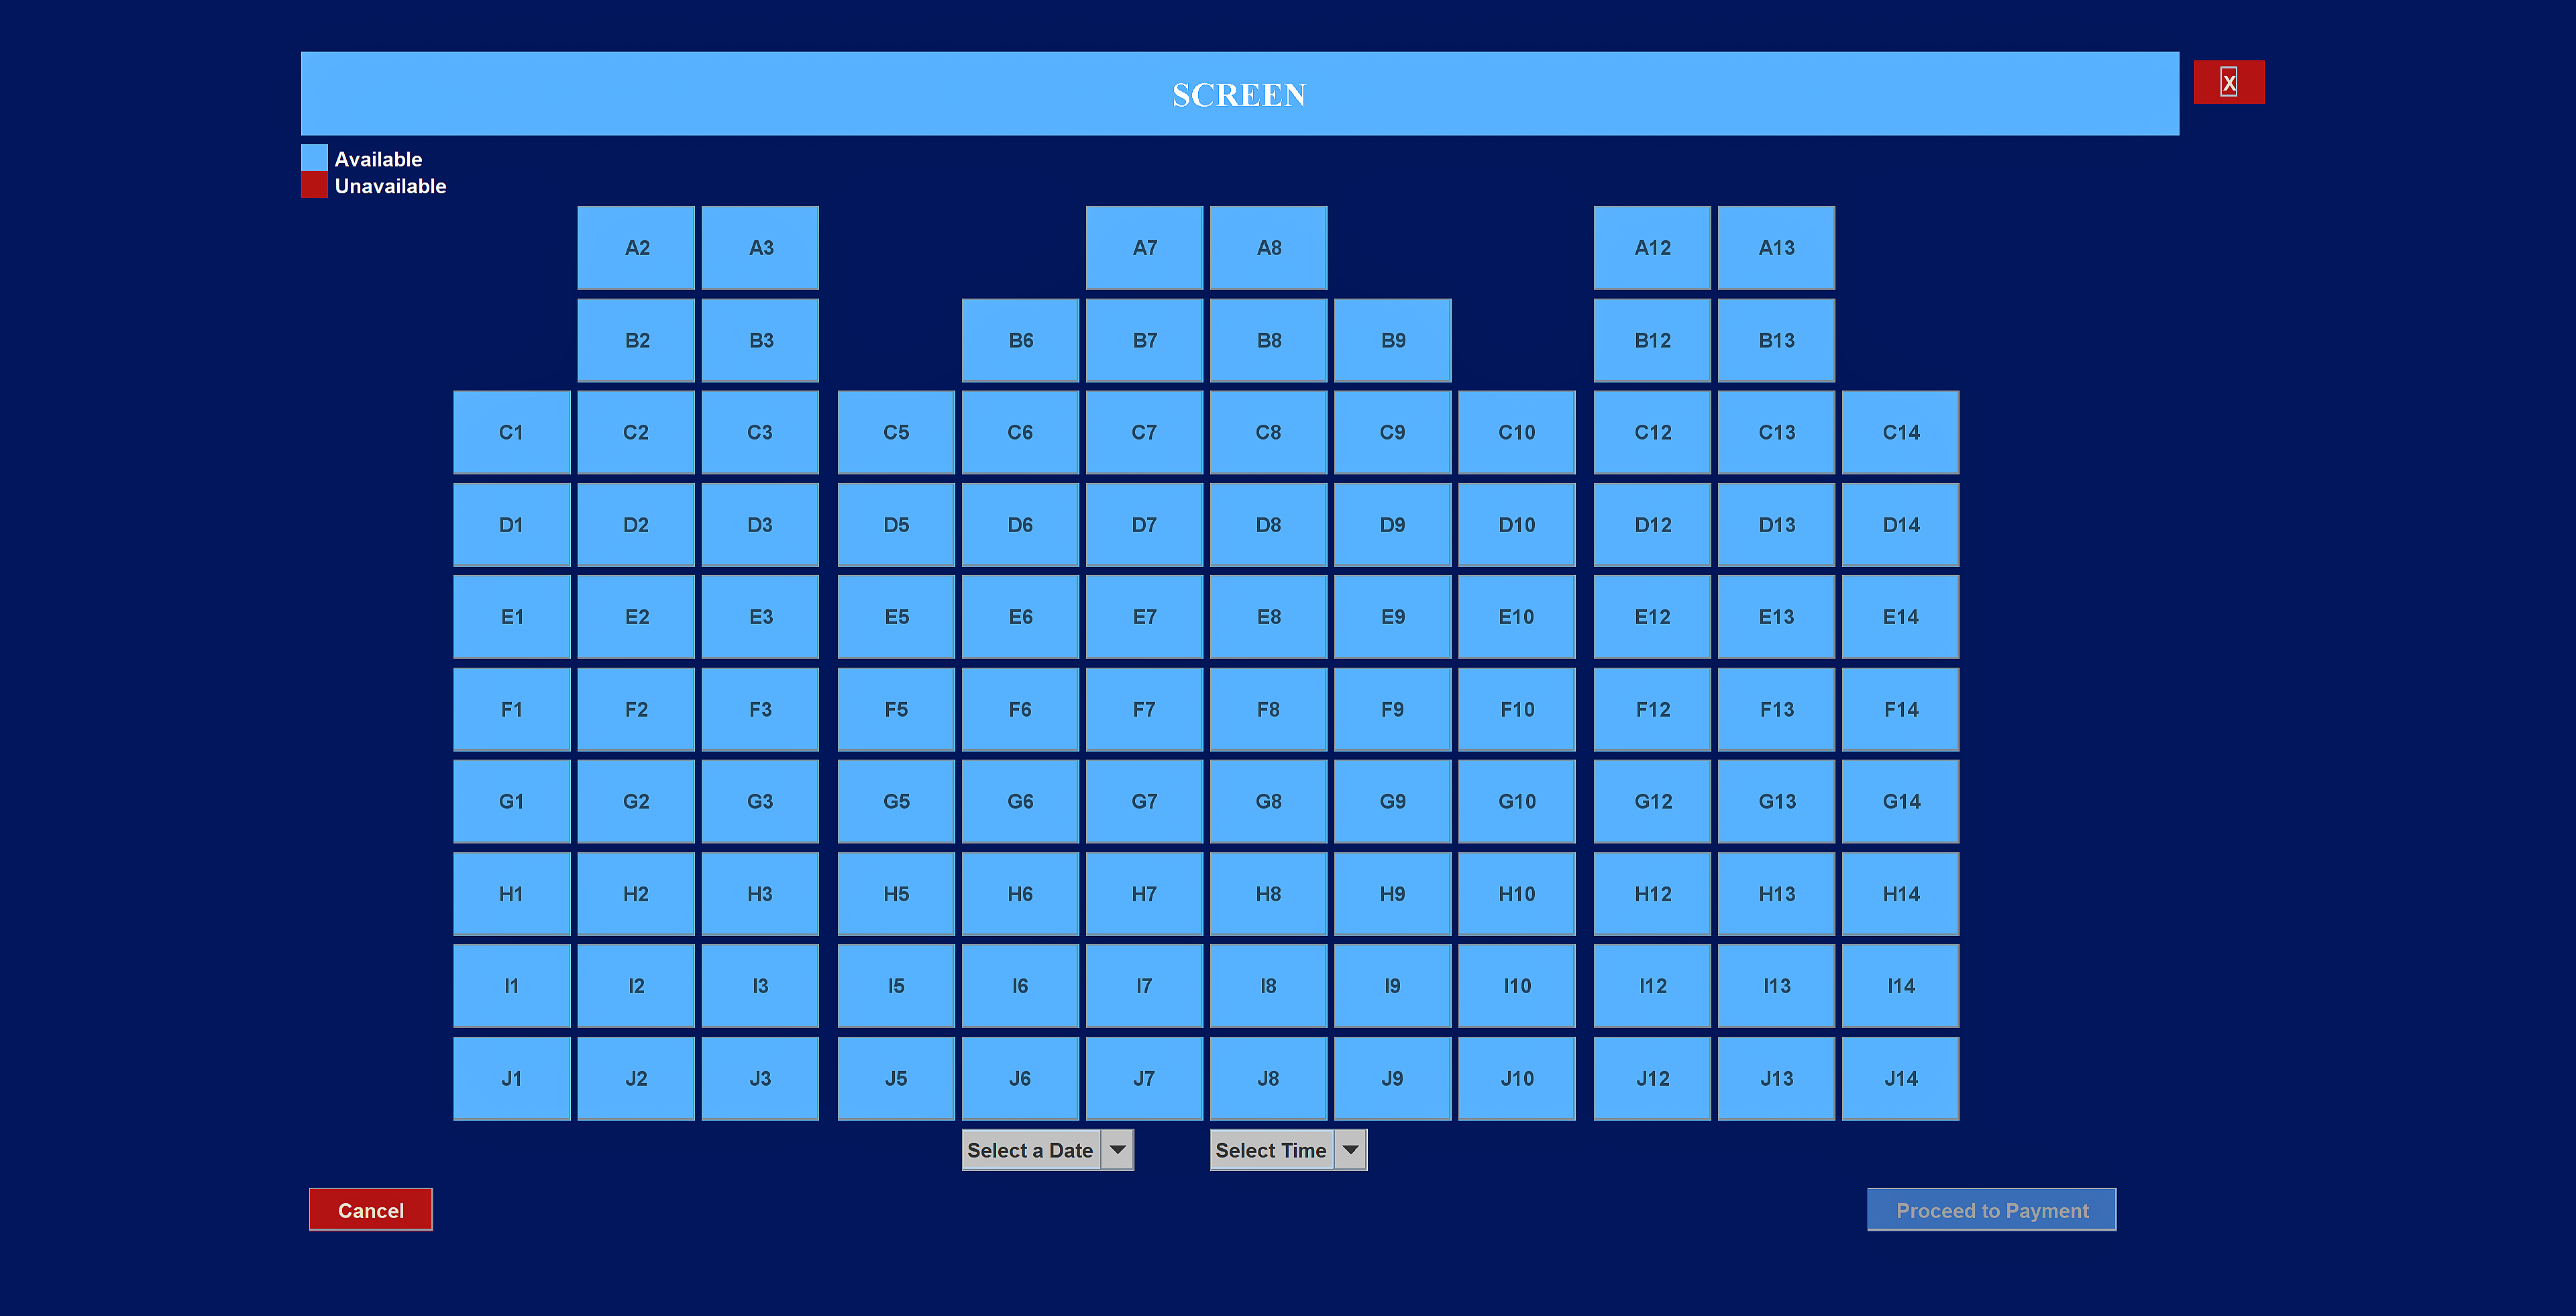 SCREEN
X
Available
Unavailable
A2 A3 A7 A8 A12 A13
B2 B3 B6 B7 B8 B9 B12 B13
C1 C2 C3 C5 C6 C7 C8 C9 C10 C12 C13 C14
D1 D2 D3 D5 D6 D7 D8 D9 D10 D12 D13 D14
E1 E2 E3 E5 E6 E7 E8 E9 E10 E12 E13 E14
F1 F2 F3 F5 F6 F7 F8 F9 F10 F12 F13 F14
G1 G2 G3 G5 G6 G7 G8 G9 G10 G12 G13 G14
H1 H2 H3 H5 H6 H7 H8 H9 H10 H12 H13 H14
I1 I2 I3 I5 I6 I7 I8 I9 I10 I12 I13 I14
J1 J2 J3 J5 J6 J7 J8 J9 J10 J12 J13 J14
Select a Date Select Time
Cancel Proceed to Payment